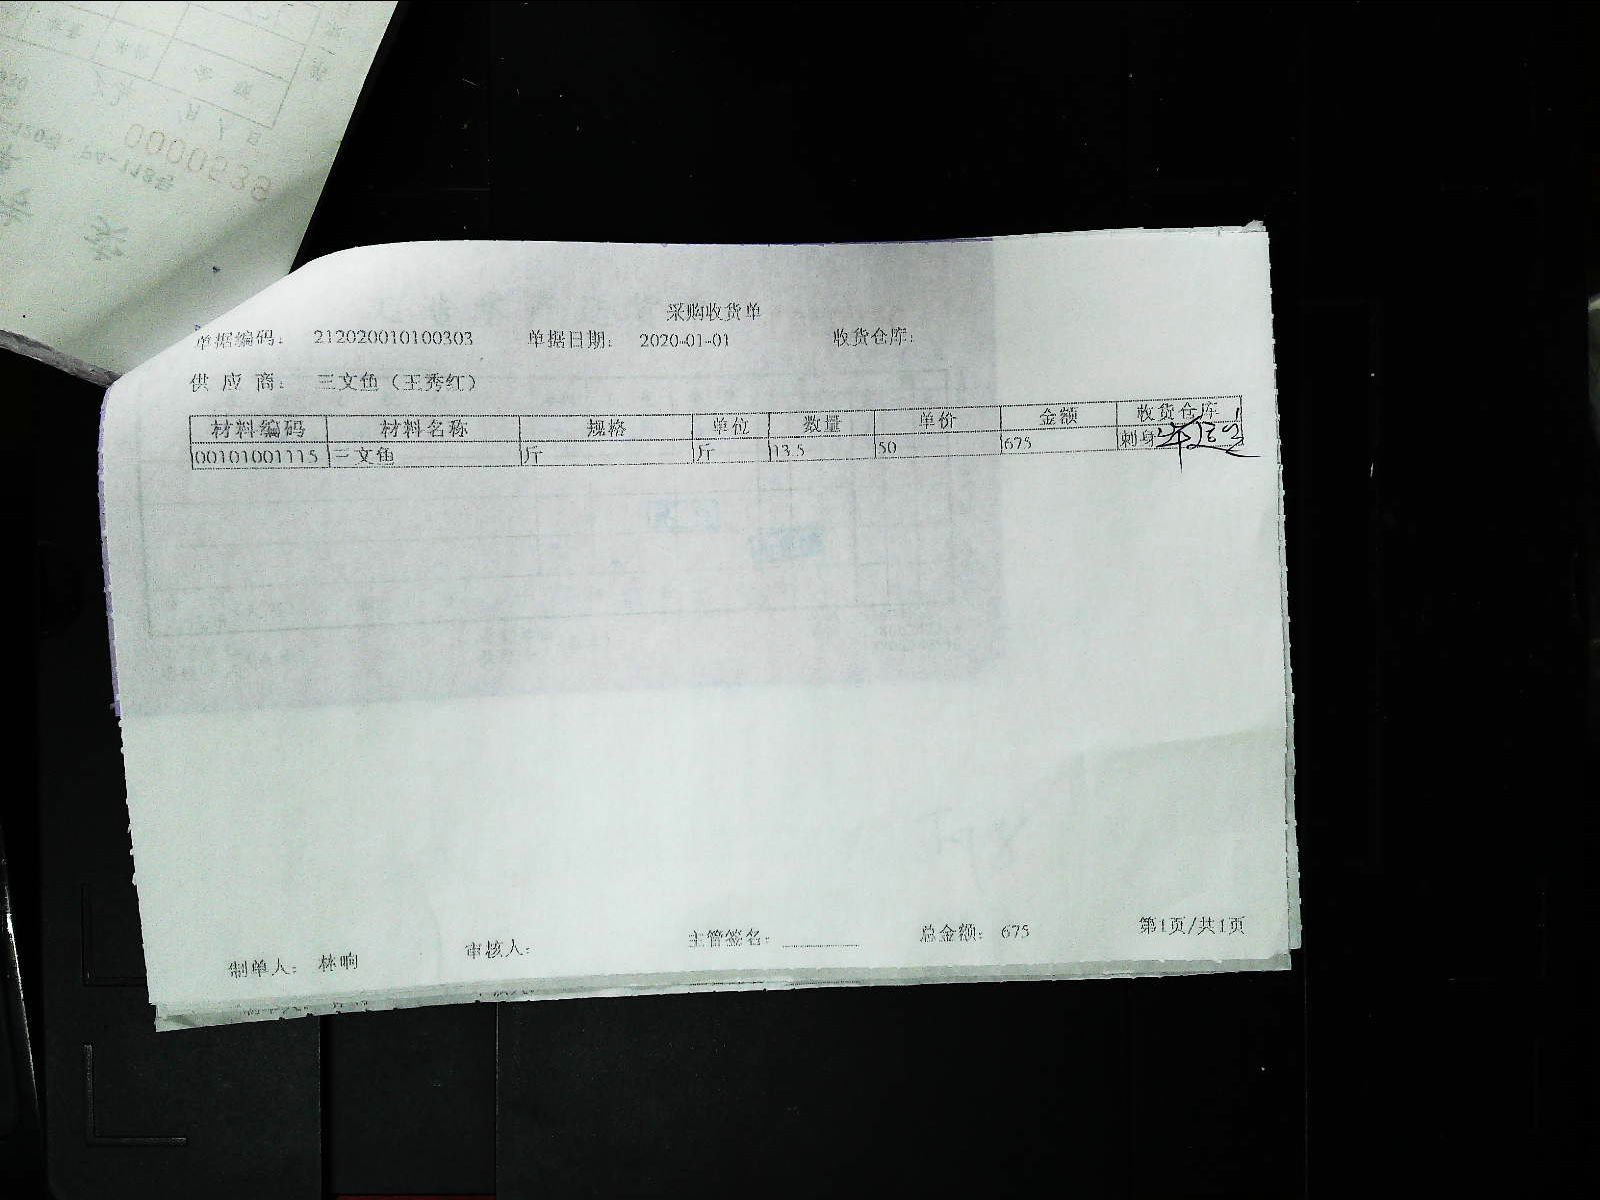 0000539
采购收货单
单据编码： 212020010100303 单据日期： 2020-01-01 收货仓库：
供 应 商： 三文鱼（王秀红）
材料编码 材料名称 规格 单位 数量 单价 金额 收货仓库
00101001115 三文鱼 斤 斤 13.5 50 675 刺身
制单人： 林响 审核人： 主管签名： 总金额： 675 第1页/共1页